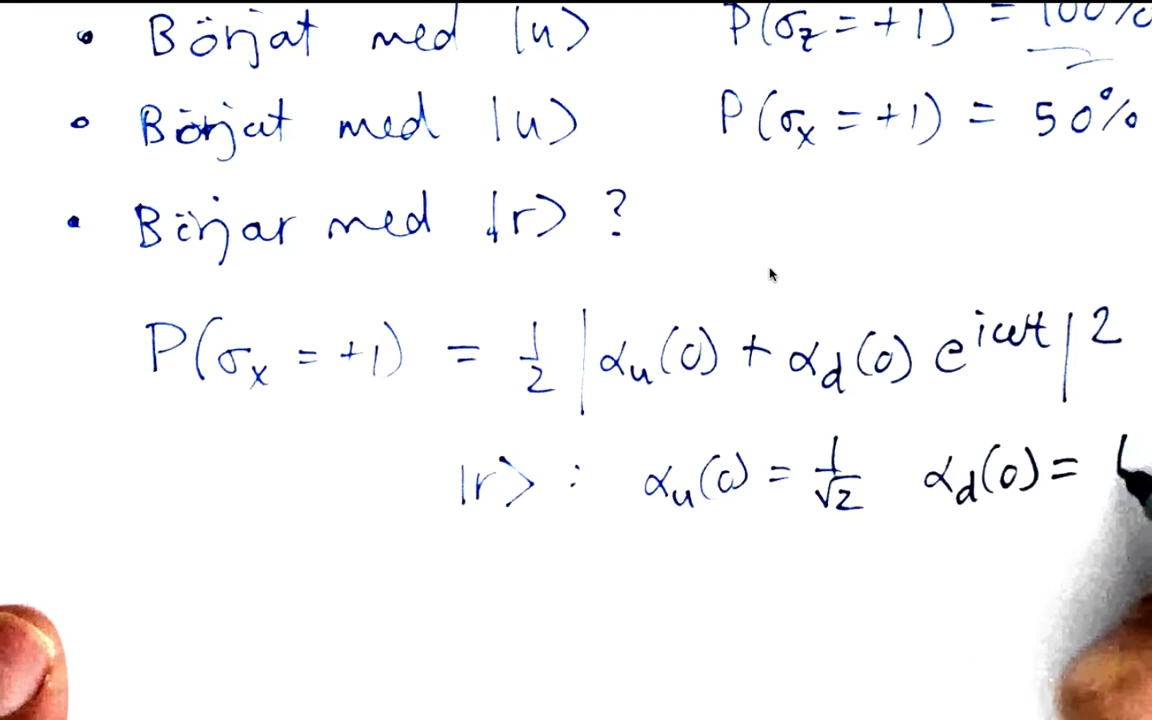 • Börjat med |u⟩ P(σz = +1) = 100%
• Börjat med |u⟩ P(σx = +1) = 50%
• Börjar med |r⟩ ?
P(σx = +1) = 1/2 |αu(0) + αd(0) e^{iωt}|²
|r⟩ : αu(0) = 1/√2 αd(0) =